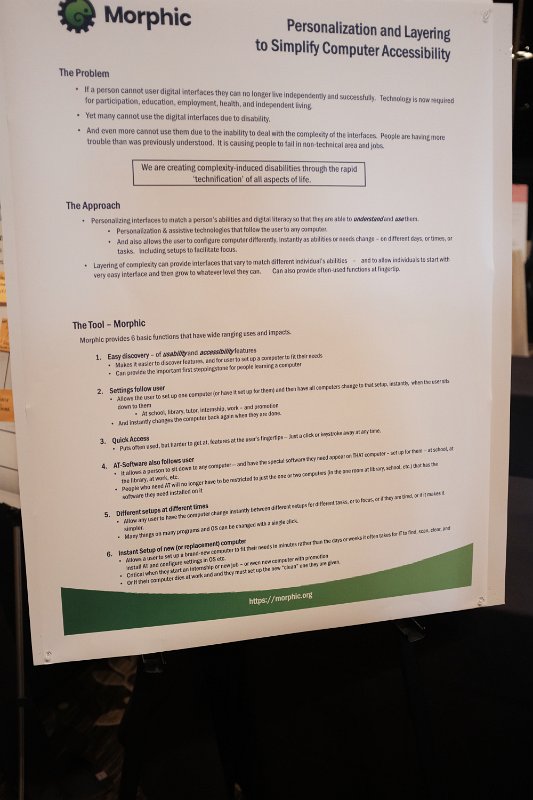 Morphic
Personalization and Layering
to Simplify Computer Accessibility
The Problem
• If a person cannot user digital interfaces they can no longer live independently and successfully. Technology is now required
for participation, education, employment, health, and independent living.
• Yet many cannot use the digital interfaces due to disability.
• And even more cannot use them due to the inability to deal with the complexity of the interfaces. People are having more
trouble than was previously understood. It is causing people to fail in non-technical area and jobs.
We are creating complexity-induced disabilities through the rapid
'technification' of all aspects of life.
The Approach
• Personalizing interfaces to match a person's abilities and digital literacy so that they are able to understand and use them.
• Personalization & assistive technologies that follow the user to any computer.
• And also allows the user to configure computer differently, instantly as abilities or needs change – on different days, or times, or
tasks. Including setups to facilitate focus.
• Layering of complexity can provide interfaces that vary to match different individual's abilities - and to allow individuals to start with
very easy interface and then grow to whatever level they can. Can also provide often-used functions at fingertip.
The Tool – Morphic
Morphic provides 6 basic functions that have wide ranging uses and impacts.
1. Easy discovery – of usability and accessibility features
• Makes it easier to discover features, and for user to set up a computer to fit their needs
• Can provide the important first steppingstone for people learning a computer
2. Settings follow user
• Allows the user to set up one computer (or have it set up for them) and then have all computers change to that setup, instantly, when the user sits
down to them
• At school, library, tutor, internship, work – and promotion
• And instantly changes the computer back again when they are done.
3. Quick Access
• Puts often used, but harder to get at, features at the user's fingertips – Just a click or keystroke away at any time.
4. AT-Software also follows user
• It allows a person to sit down to any computer – and have the special software they need appear on THAT computer – set up for them – at school, at
the library, at work, etc.
• People who need AT will no longer have to be restricted to just the one or two computers (in the one room at library, school, etc.) that has the
software they need installed on it
5. Different setups at different times
• Allow any user to have the computer change instantly between different setups for different tasks, or to focus, or if they are tired, or if it makes it
simpler.
• Many things on many programs and OS can be changed with a single click.
6. Instant Setup of new (or replacement) computer
• Allows a user to set up a brand-new computer to fit their needs in minutes rather than the days or weeks it often takes for IT to find, scan, clear, and
install AT and configure settings in OS etc.
• Critical when they start an internship or new job – or even new computer with promotion
• Or if their computer dies at work and and they must set up the new "clean" one they are given.
https://morphic.org